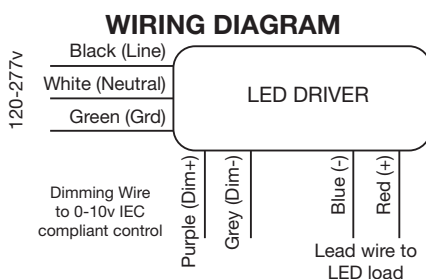 WIRING DIAGRAM
120-277v
Black (Line)
White (Neutral)
Green (Grd)
LED DRIVER
Dimming Wire
to 0-10v IEC
compliant control
Purple (Dim+)
Grey (Dim-)
Blue (-)
Red (+)
Lead wire to
LED load